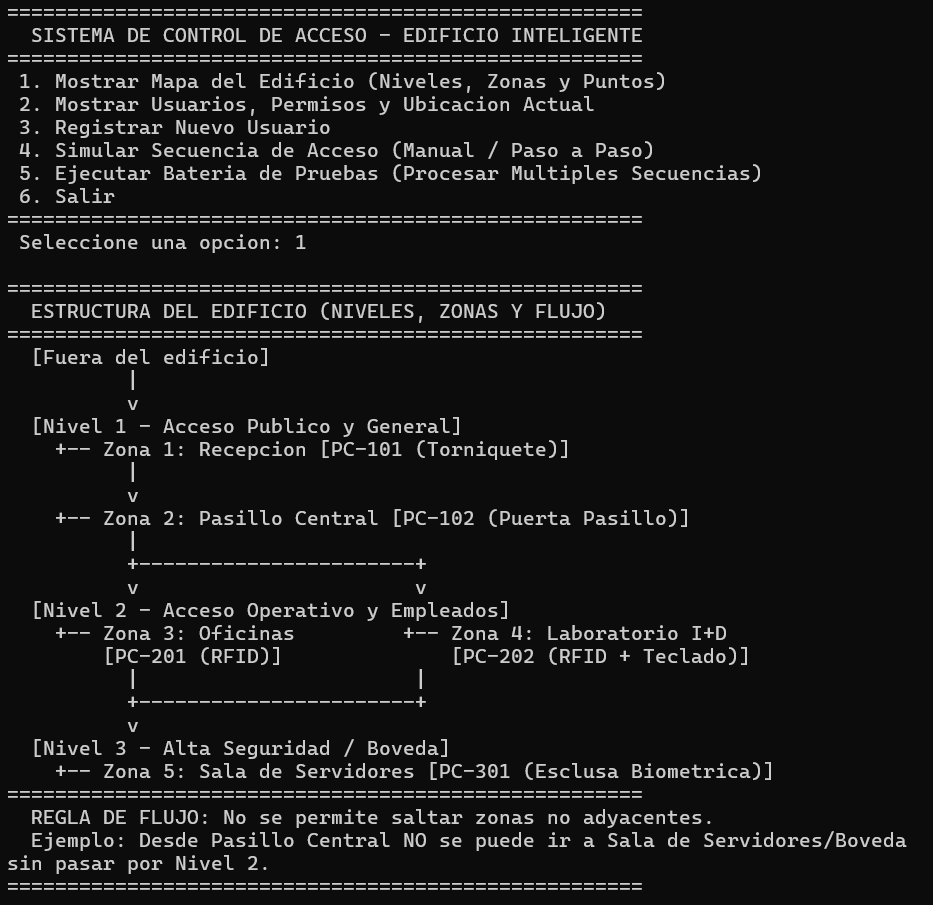 =====================================================
  SISTEMA DE CONTROL DE ACCESO - EDIFICIO INTELIGENTE
=====================================================
 1. Mostrar Mapa del Edificio (Niveles, Zonas y Puntos)
 2. Mostrar Usuarios, Permisos y Ubicacion Actual
 3. Registrar Nuevo Usuario
 4. Simular Secuencia de Acceso (Manual / Paso a Paso)
 5. Ejecutar Bateria de Pruebas (Procesar Multiples Secuencias)
 6. Salir
=====================================================
 Seleccione una opcion: 1

=====================================================
  ESTRUCTURA DEL EDIFICIO (NIVELES, ZONAS Y FLUJO)
=====================================================
  [Fuera del edificio]
          |
          v
  [Nivel 1 - Acceso Publico y General]
    +-- Zona 1: Recepcion [PC-101 (Torniquete)]
          |
          v
    +-- Zona 2: Pasillo Central [PC-102 (Puerta Pasillo)]
          |
          +-----------------------+
          v                       v
  [Nivel 2 - Acceso Operativo y Empleados]
    +-- Zona 3: Oficinas         +-- Zona 4: Laboratorio I+D
        [PC-201 (RFID)]              [PC-202 (RFID + Teclado)]
          |                       |
          +-----------------------+
          v
  [Nivel 3 - Alta Seguridad / Boveda]
    +-- Zona 5: Sala de Servidores [PC-301 (Esclusa Biometrica)]
=====================================================
  REGLA DE FLUJO: No se permite saltar zonas no adyacentes.
  Ejemplo: Desde Pasillo Central NO se puede ir a Sala de Servidores/Boveda
sin pasar por Nivel 2.
=====================================================